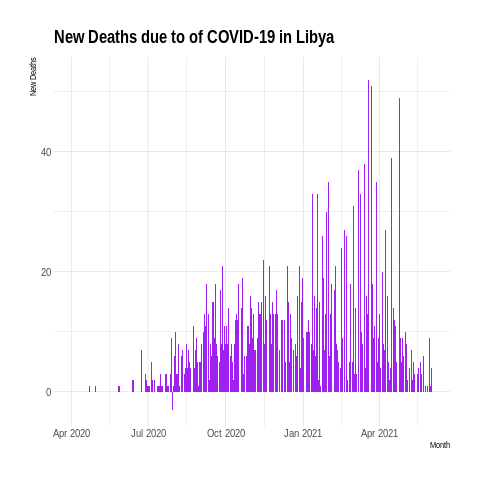 New Deaths due to of COVID-19 in Libya
New Deaths
40
20
0
Apr 2020 Jul 2020 Oct 2020 Jan 2021 Apr 2021
Month